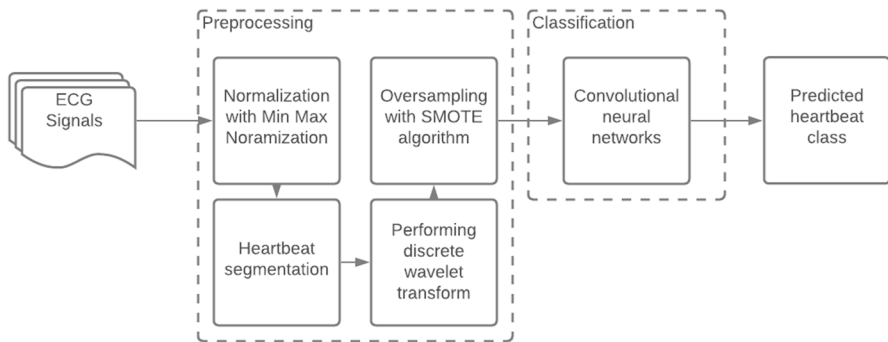 Preprocessing
Classification
ECG
Signals
Normalization
with Min Max
Noramization
Heartbeat
segmentation
Performing
discrete
wavelet
transform
Oversampling
with SMOTE
algorithm
Convolutional
neural
networks
Predicted
heartbeat
class